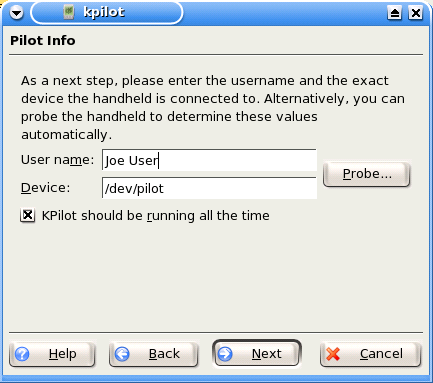 kpilot
Pilot Info
As a next step, please enter the username and the exact
device the handheld is connected to. Alternatively, you can
probe the handheld to determine these values
automatically.
User name: Joe User
Probe...
Device: /dev/pilot
KPilot should be running all the time
Help Back Next Cancel